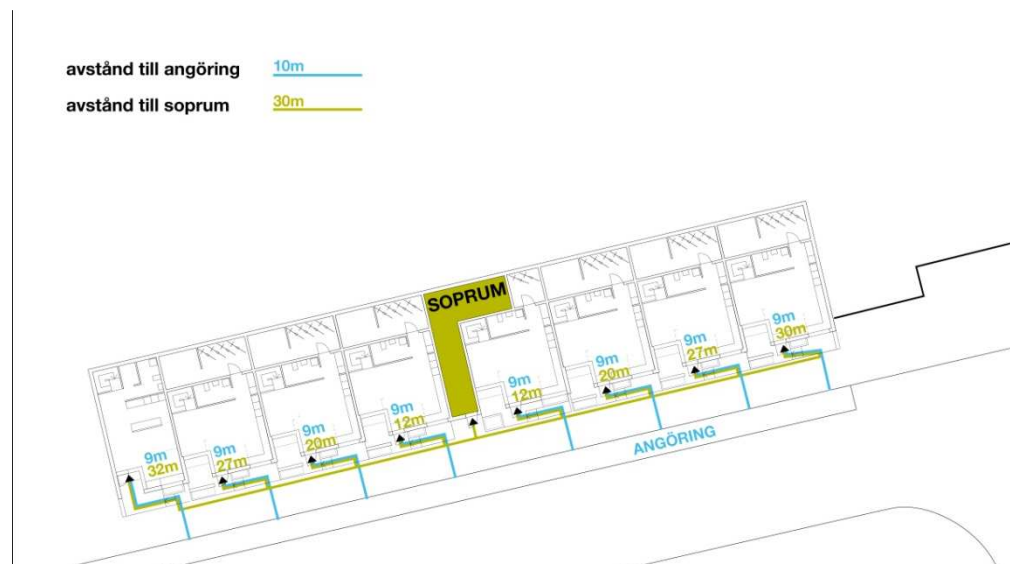 avstånd till angöring 10m
avstånd till soprum 30m
SOPRUM
9m
32m
9m
27m
9m
20m
9m
12m
9m
12m
9m
20m
9m
27m
9m
30m
ANGÖRING